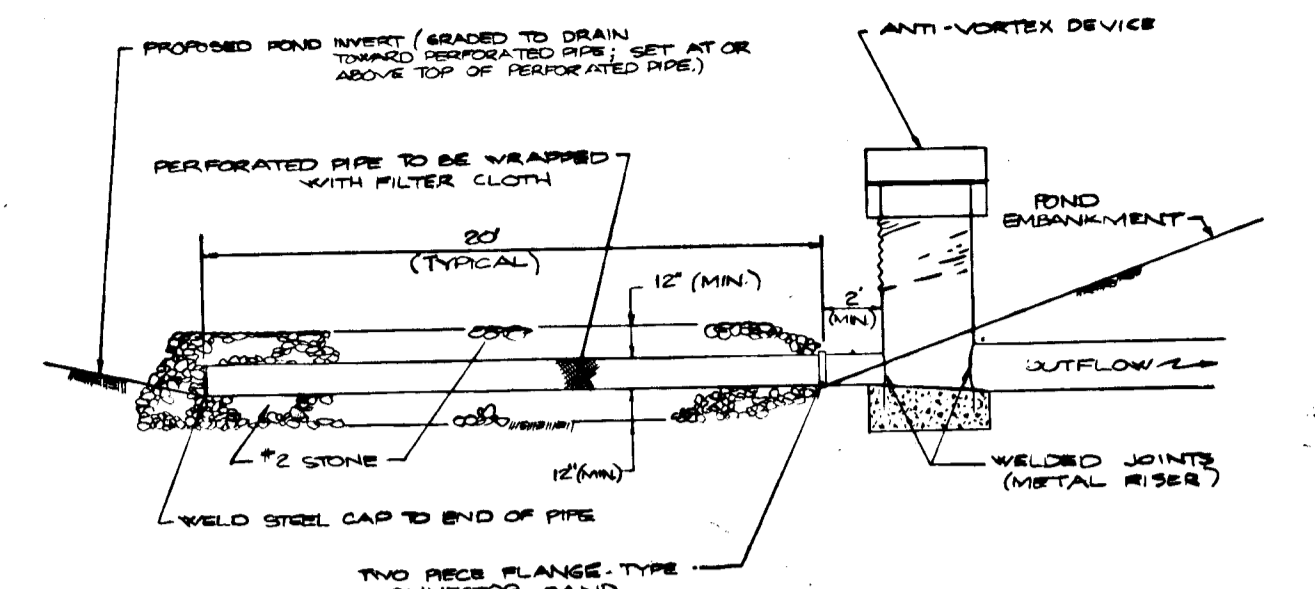 PROPOSED POND INVERT (GRADED TO DRAIN
TOWARD PERFORATED PIPE; SET AT OR
ABOVE TOP OF PERFORATED PIPE.)
ANTI-VORTEX DEVICE
PERFORATED PIPE TO BE WRAPPED
WITH FILTER CLOTH
POND
EMBANKMENT
20'
(TYPICAL)
12" (MIN.)
2'
(MIN.)
OUTFLOW
#2 STONE
12" (MIN)
WELDED JOINTS
(METAL RISER)
WELD STEEL CAP TO END OF PIPE
TWO PIECE FLANGE-TYPE
BAND